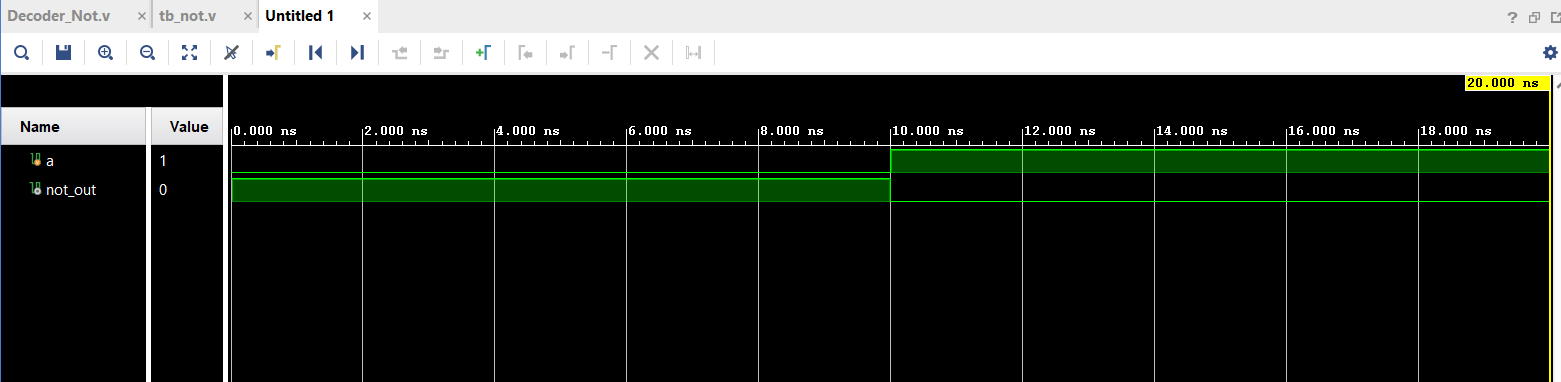 Decoder_Not.v × tb_not.v × Untitled 1 ×
?
20.000 ns
Name Value
0.000 ns 2.000 ns 4.000 ns 6.000 ns 8.000 ns 10.000 ns 12.000 ns 14.000 ns 16.000 ns 18.000 ns
a 1
not_out 0